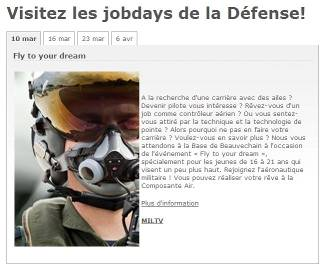 Visitez les jobdays de la Défense!
10 mar
16 mar
23 mar
6 avr
Fly to your dream
A la recherche d'une carrière avec des ailes ?
Devenir pilote vous intéresse ? Rêvez-vous d'un
job comme contrôleur aérien ? Ou vous sentez-
vous attiré par la technique et la technologie de
pointe ? Alors pourquoi ne pas en faire votre
carrière ? Voulez-vous en savoir plus ? Nous vous
attendons à la Base de Beauvechain à l'occasion
de l'événement « Fly to your dream »,
spécialement pour les jeunes de 16 à 21 ans qui
visent un peu plus haut. Rejoignez l'aéronautique
militaire ! Vous pouvez réaliser votre rêve à la
Composante Air.
Plus d'information
MILTV